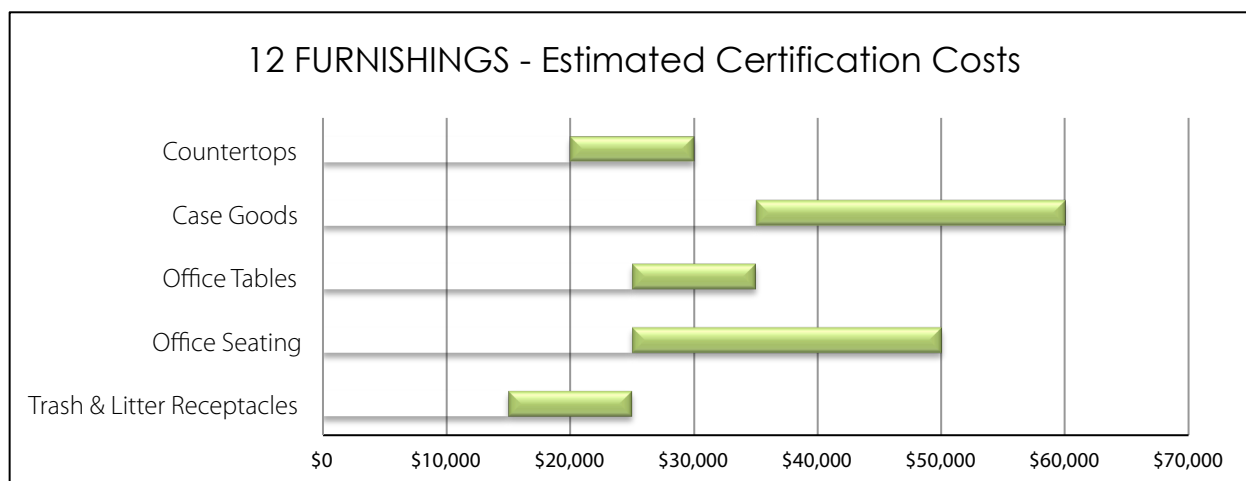 12 FURNISHINGS - Estimated Certification Costs
Countertops
Case Goods
Office Tables
Office Seating
Trash & Litter Receptacles
$0 $10,000 $20,000 $30,000 $40,000 $50,000 $60,000 $70,000